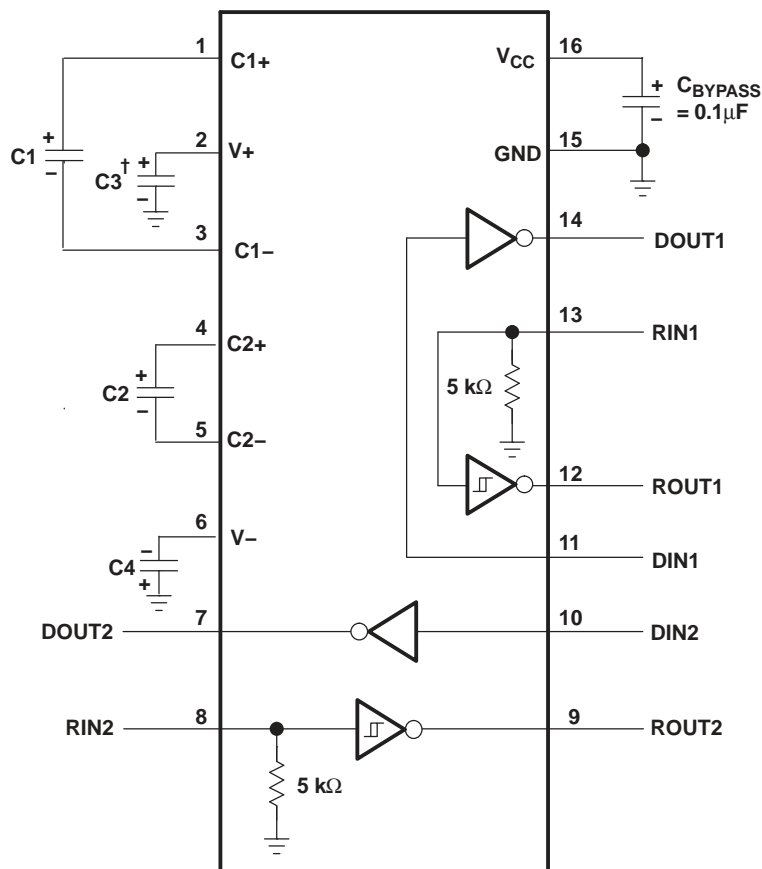 1
C1+
VCC
16
+
CBYPASS
= 0.1μF
−
C1
+
−
2
V+
C3†
+
−
15
GND
3
C1−
14
DOUT1
4
C2+
13
RIN1
5 kΩ
C2
+
−
5
C2−
12
ROUT1
6
V−
C4
−
+
11
DIN1
DOUT2
7
10
DIN2
RIN2
8
9
ROUT2
5 kΩ